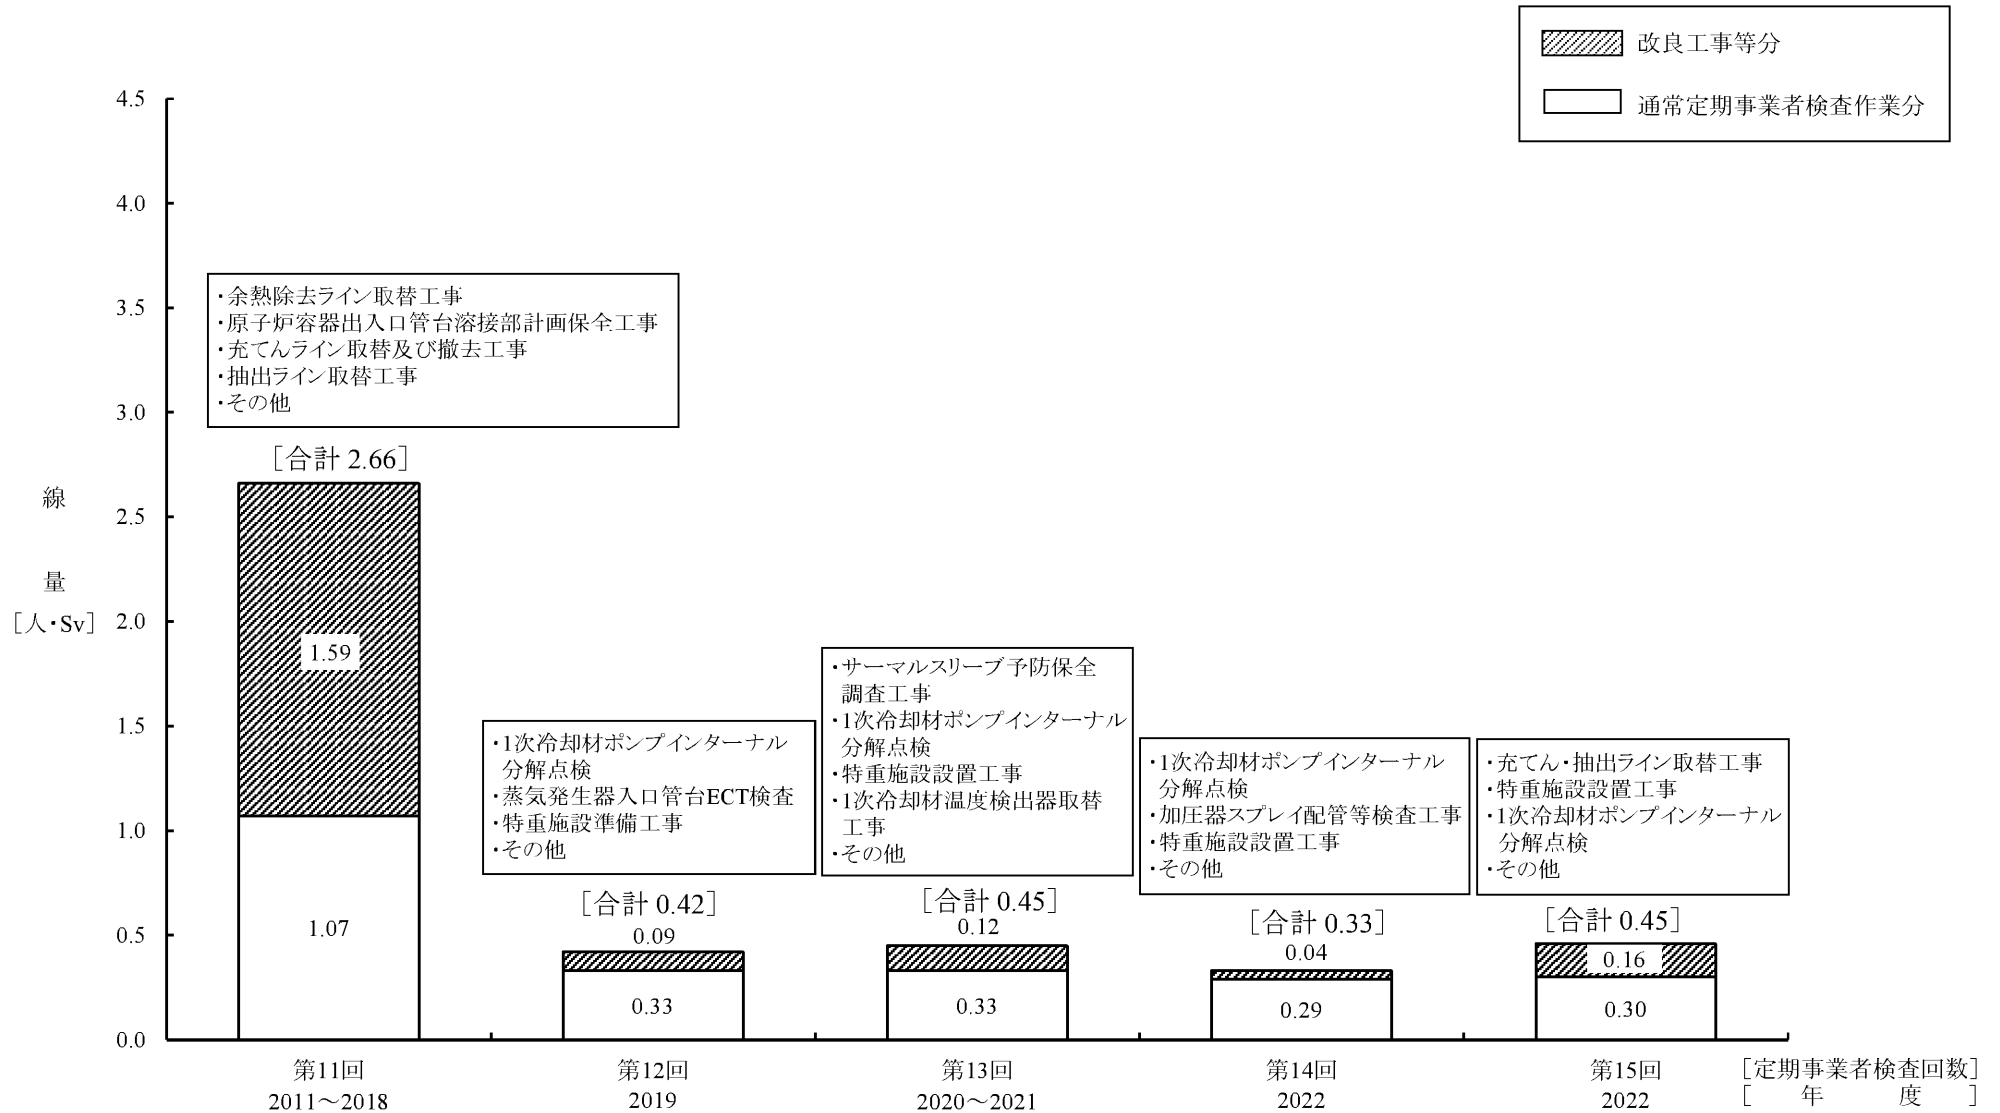 改良工事等分
通常定期事業者検査作業分
4.5
4.0
3.5
3.0
2.5
2.0
1.5
1.0
0.5
0.0
線
量
［人・Sv］
・余熱除去ライン取替工事
・原子炉容器出入口管台溶接部計画保全工事
・充てんライン取替及び撤去工事
・抽出ライン取替工事
・その他
［合計 2.66］
1.59
1.07
・1次冷却材ポンプインターナル
分解点検
・蒸気発生器入口管台ECT検査
・特重施設準備工事
・その他
［合計 0.42］
0.09
0.33
・サーマルスリーブ予防保全
調査工事
・1次冷却材ポンプインターナル
分解点検
・特重施設設置工事
・1次冷却材温度検出器取替
工事
・その他
［合計 0.45］
0.12
0.33
・1次冷却材ポンプインターナル
分解点検
・加圧器スプレイ配管等検査工事
・特重施設設置工事
・その他
［合計 0.33］
0.04
0.29
・充てん・抽出ライン取替工事
・特重施設設置工事
・1次冷却材ポンプインターナル
分解点検
・その他
［合計 0.45］
0.16
0.30
第11回
2011～2018
第12回
2019
第13回
2020～2021
第14回
2022
第15回
2022
［定期事業者検査回数］
［ 年 度 ］